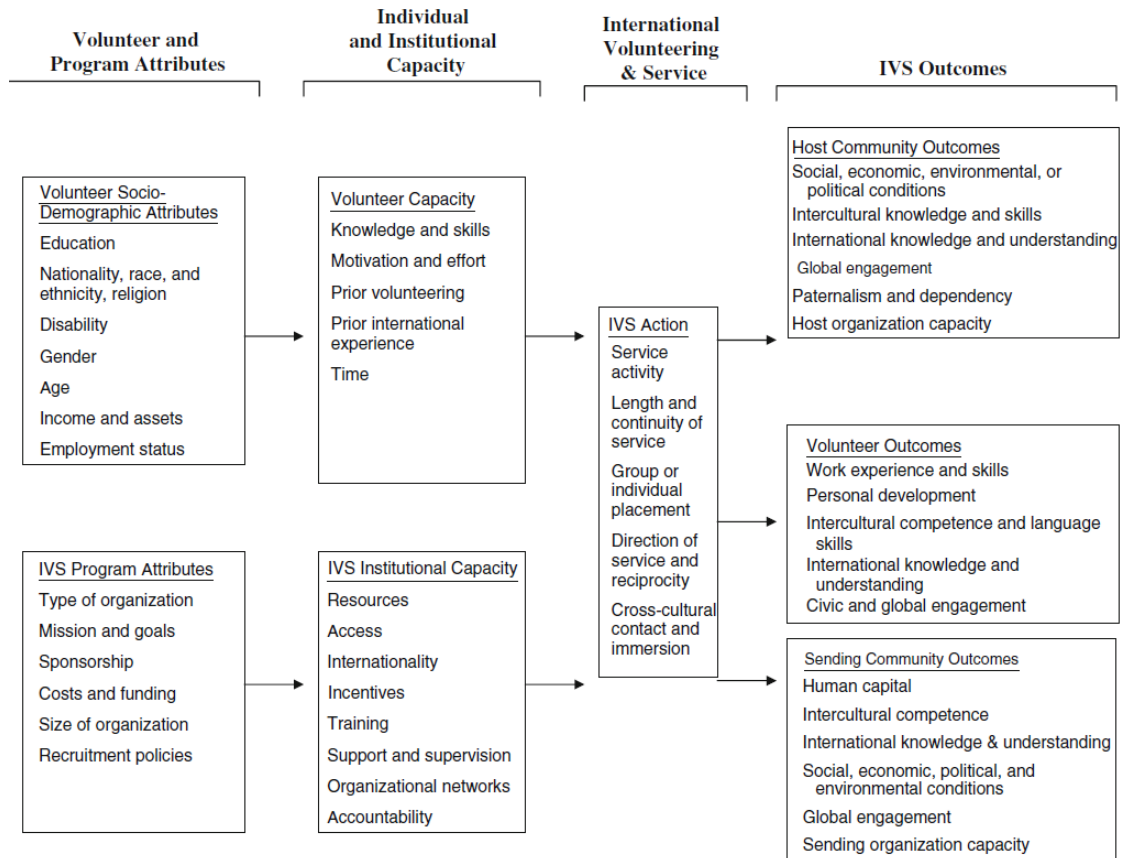 Volunteer and
Program Attributes
Individual
and Institutional
Capacity
International
Volunteering
& Service
IVS Outcomes
Volunteer Socio-
Demographic Attributes
Education
Nationality, race, and
ethnicity, religion
Disability
Gender
Age
Income and assets
Employment status
IVS Program Attributes
Type of organization
Mission and goals
Sponsorship
Costs and funding
Size of organization
Recruitment policies
Volunteer Capacity
Knowledge and skills
Motivation and effort
Prior volunteering
Prior international
experience
Time
IVS Institutional Capacity
Resources
Access
Internationality
Incentives
Training
Support and supervision
Organizational networks
Accountability
IVS Action
Service
activity
Length and
continuity of
service
Group or
individual
placement
Direction of
service and
reciprocity
Cross-cultural
contact and
immersion
Host Community Outcomes
Social, economic, environmental, or
political conditions
Intercultural knowledge and skills
International knowledge and understanding
Global engagement
Paternalism and dependency
Host organization capacity
Volunteer Outcomes
Work experience and skills
Personal development
Intercultural competence and language
skills
International knowledge and
understanding
Civic and global engagement
Sending Community Outcomes
Human capital
Intercultural competence
International knowledge & understanding
Social, economic, political, and
environmental conditions
Global engagement
Sending organization capacity